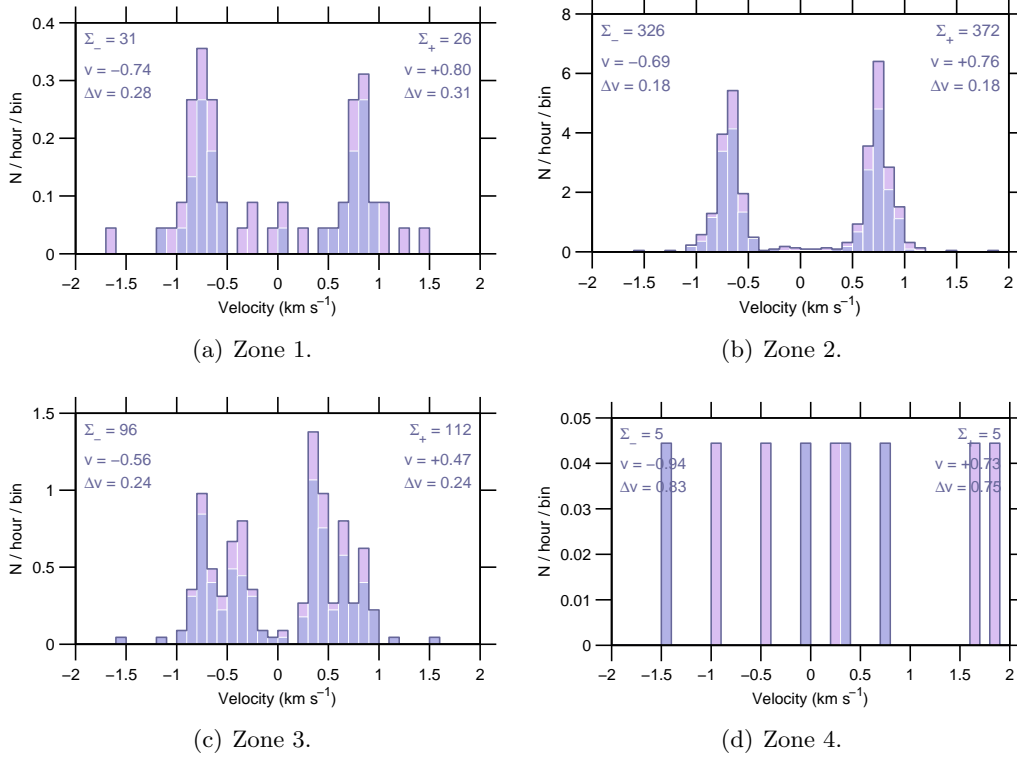 0.4
0.3
0.2
0.1
0
N / hour / bin
Σ₋ = 31
v = −0.74
Δv = 0.28
Σ₊ = 26
v = +0.80
Δv = 0.31
−2 −1.5 −1 −0.5 0 0.5 1 1.5 2
Velocity (km s⁻¹)
(a) Zone 1.
8
6
4
2
0
N / hour / bin
Σ₋ = 326
v = −0.69
Δv = 0.18
Σ₊ = 372
v = +0.76
Δv = 0.18
−2 −1.5 −1 −0.5 0 0.5 1 1.5 2
Velocity (km s⁻¹)
(b) Zone 2.
1.5
1
0.5
0
N / hour / bin
Σ₋ = 96
v = −0.56
Δv = 0.24
Σ₊ = 112
v = +0.47
Δv = 0.24
−2 −1.5 −1 −0.5 0 0.5 1 1.5 2
Velocity (km s⁻¹)
(c) Zone 3.
0.05
0.04
0.03
0.02
0.01
0
N / hour / bin
Σ₋ = 5
v = −0.94
Δv = 0.83
Σ₊ = 5
v = +0.73
Δv = 0.75
−2 −1.5 −1 −0.5 0 0.5 1 1.5 2
Velocity (km s⁻¹)
(d) Zone 4.